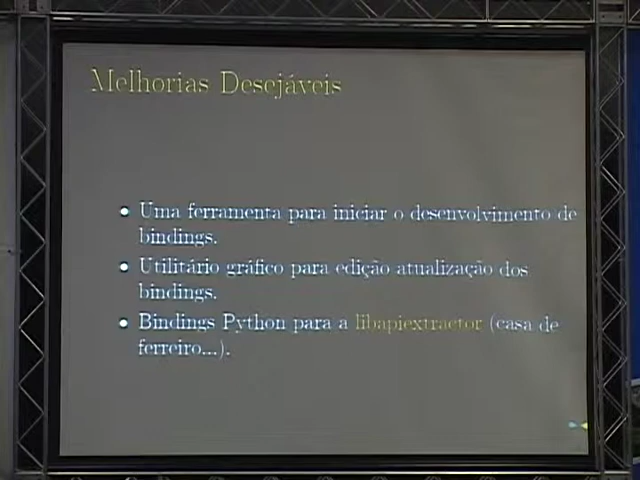 Melhorias Desejáveis
Uma ferramenta para iniciar o desenvolvimento de
bindings.
Utilitário gráfico para edição atualização dos
bindings.
Bindings Python para a libapiextractor (casa de
ferreiro...).